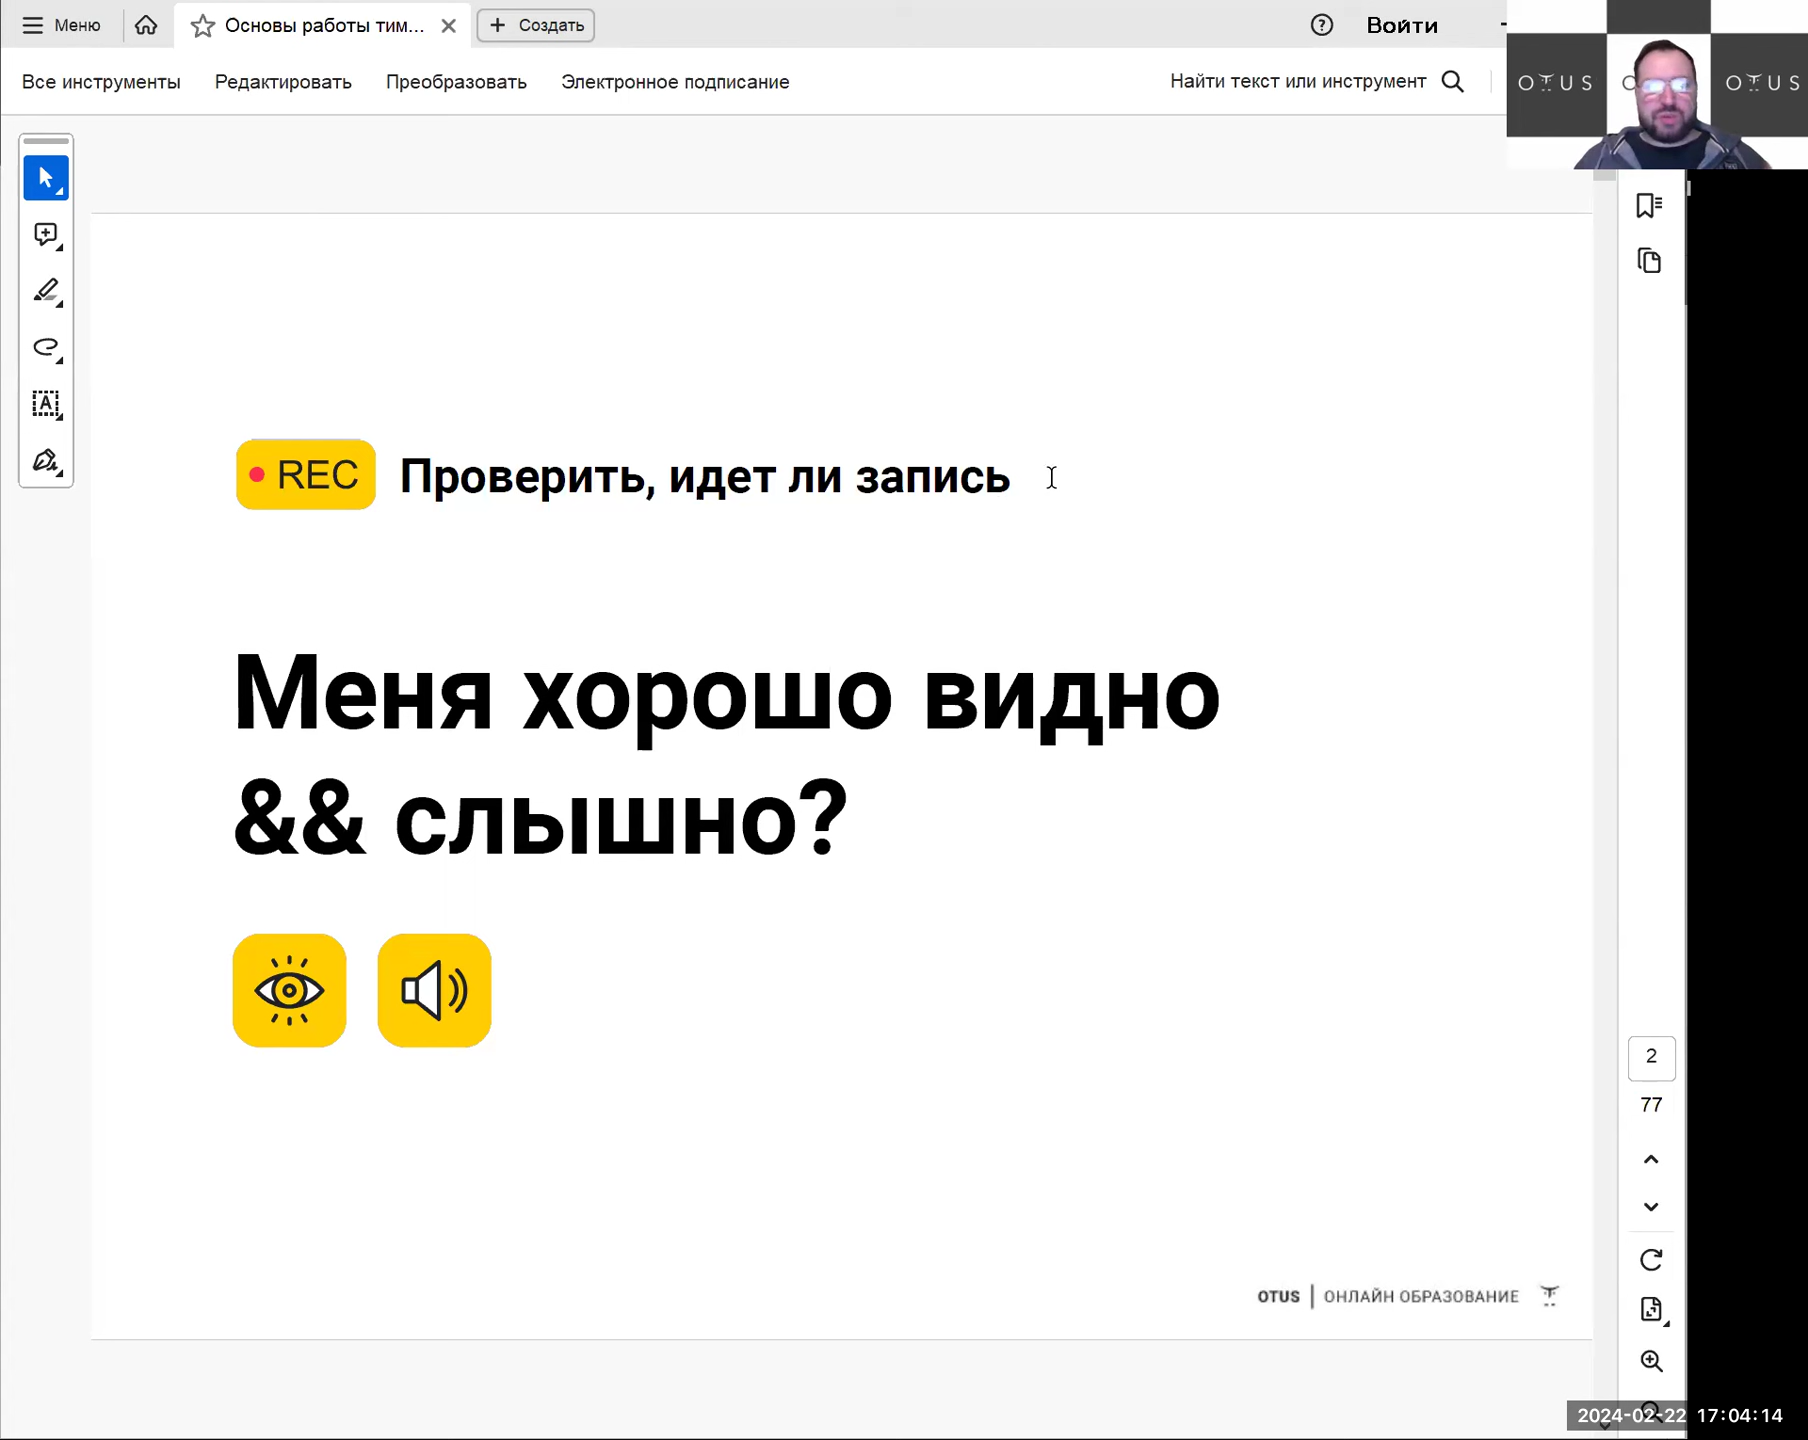 Меню
Основы работы тим...
Создать
Войти
Все инструменты
Редактировать
Преобразовать
Электронное подписание
Найти текст или инструмент
OTUS
OTUS
REC
Проверить, идет ли запись
Меня хорошо видно
&& слышно?
2
77
OTUS | ОНЛАЙН ОБРАЗОВАНИЕ
2024-02-22 17:04:14